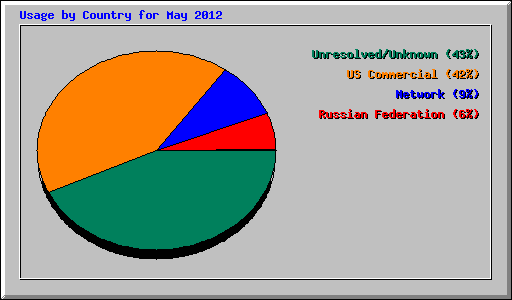 Usage by Country for May 2012
Unresolved/Unknown (43%)
US Commercial (42%)
Network (9%)
Russian Federation (6%)